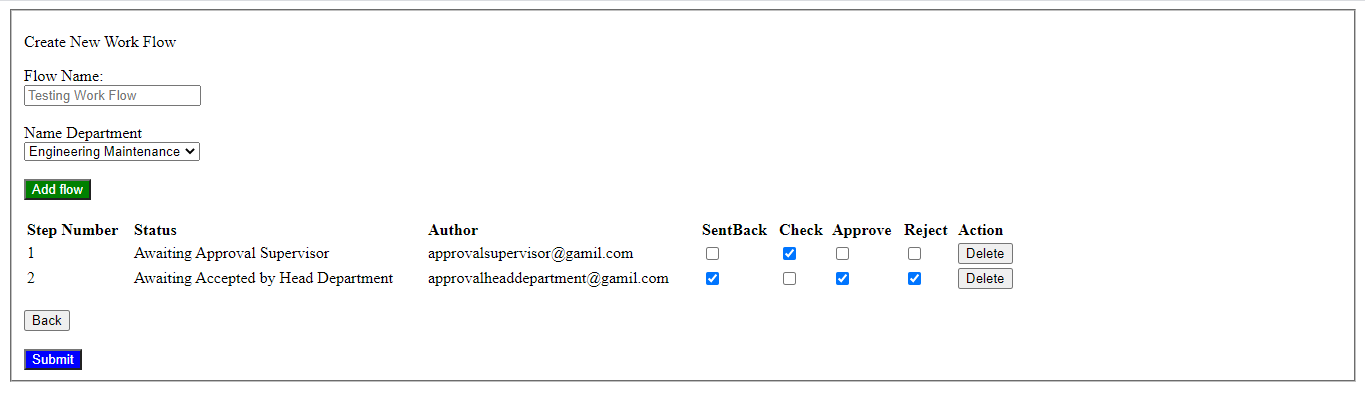 Create New Work Flow
Flow Name:
Testing Work Flow
Name Department
Engineering Maintenance
Add flow
Step Number Status Author SentBack Check Approve Reject Action
1 Awaiting Approval Supervisor approvalsupervisor@gamil.com Delete
2 Awaiting Accepted by Head Department approvalheaddepartment@gamil.com Delete
Back
Submit